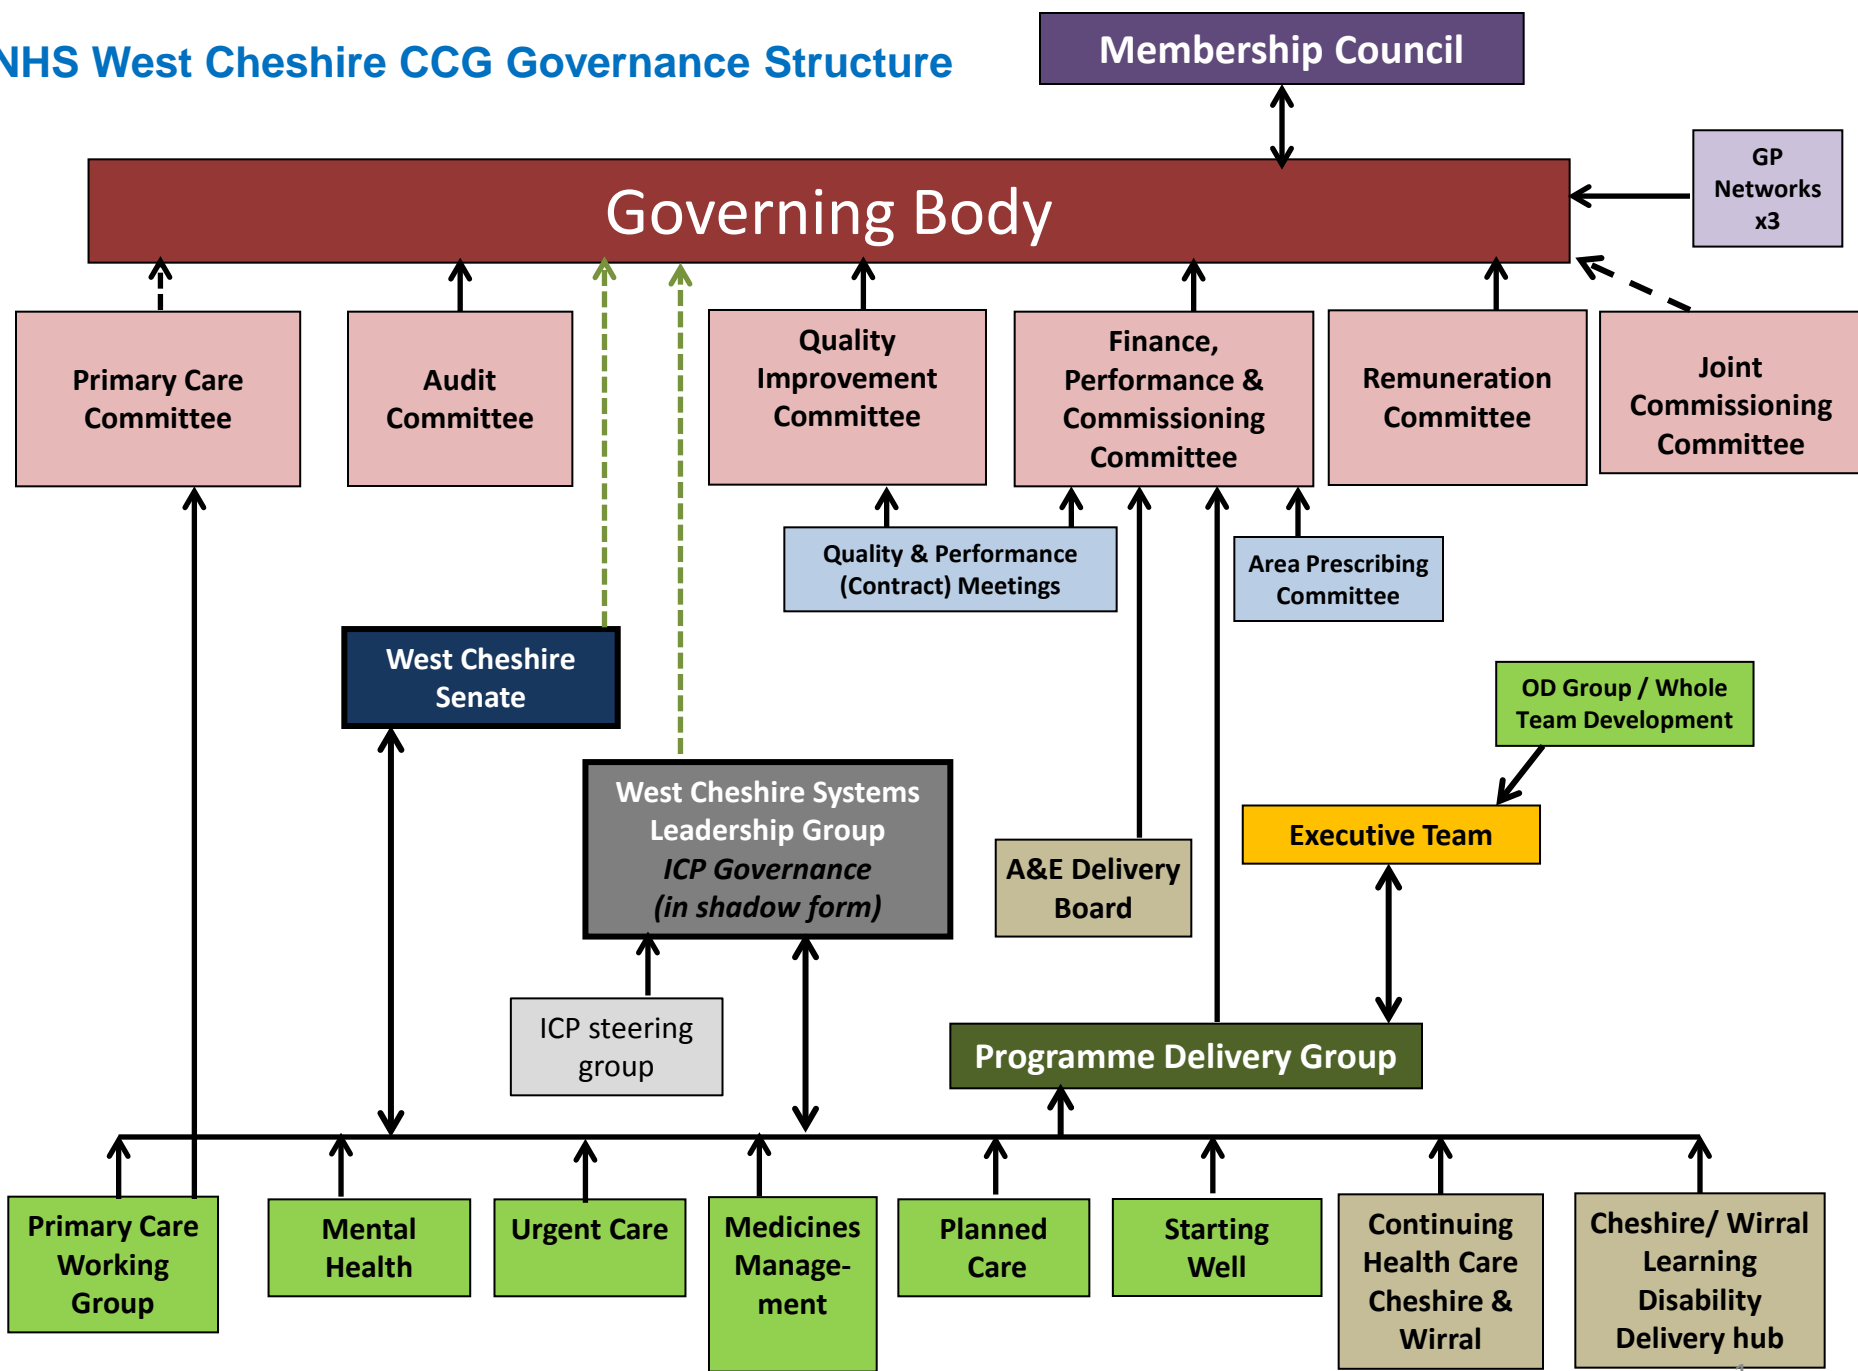 NHS West Cheshire CCG Governance Structure
Membership Council
GP
Networks
x3
Governing Body
Primary Care
Committee
Audit
Committee
Quality
Improvement
Committee
Finance,
Performance &
Commissioning
Committee
Remuneration
Committee
Joint
Commissioning
Committee
Quality & Performance
(Contract) Meetings
Area Prescribing
Committee
West Cheshire
Senate
OD Group / Whole
Team Development
West Cheshire Systems
Leadership Group
ICP Governance
(in shadow form)
A&E Delivery
Board
Executive Team
ICP steering
group
Programme Delivery Group
Primary Care
Working
Group
Mental
Health
Urgent Care
Medicines
Manage-
ment
Planned
Care
Starting
Well
Continuing
Health Care
Cheshire &
Wirral
Cheshire/ Wirral
Learning
Disability
Delivery hub